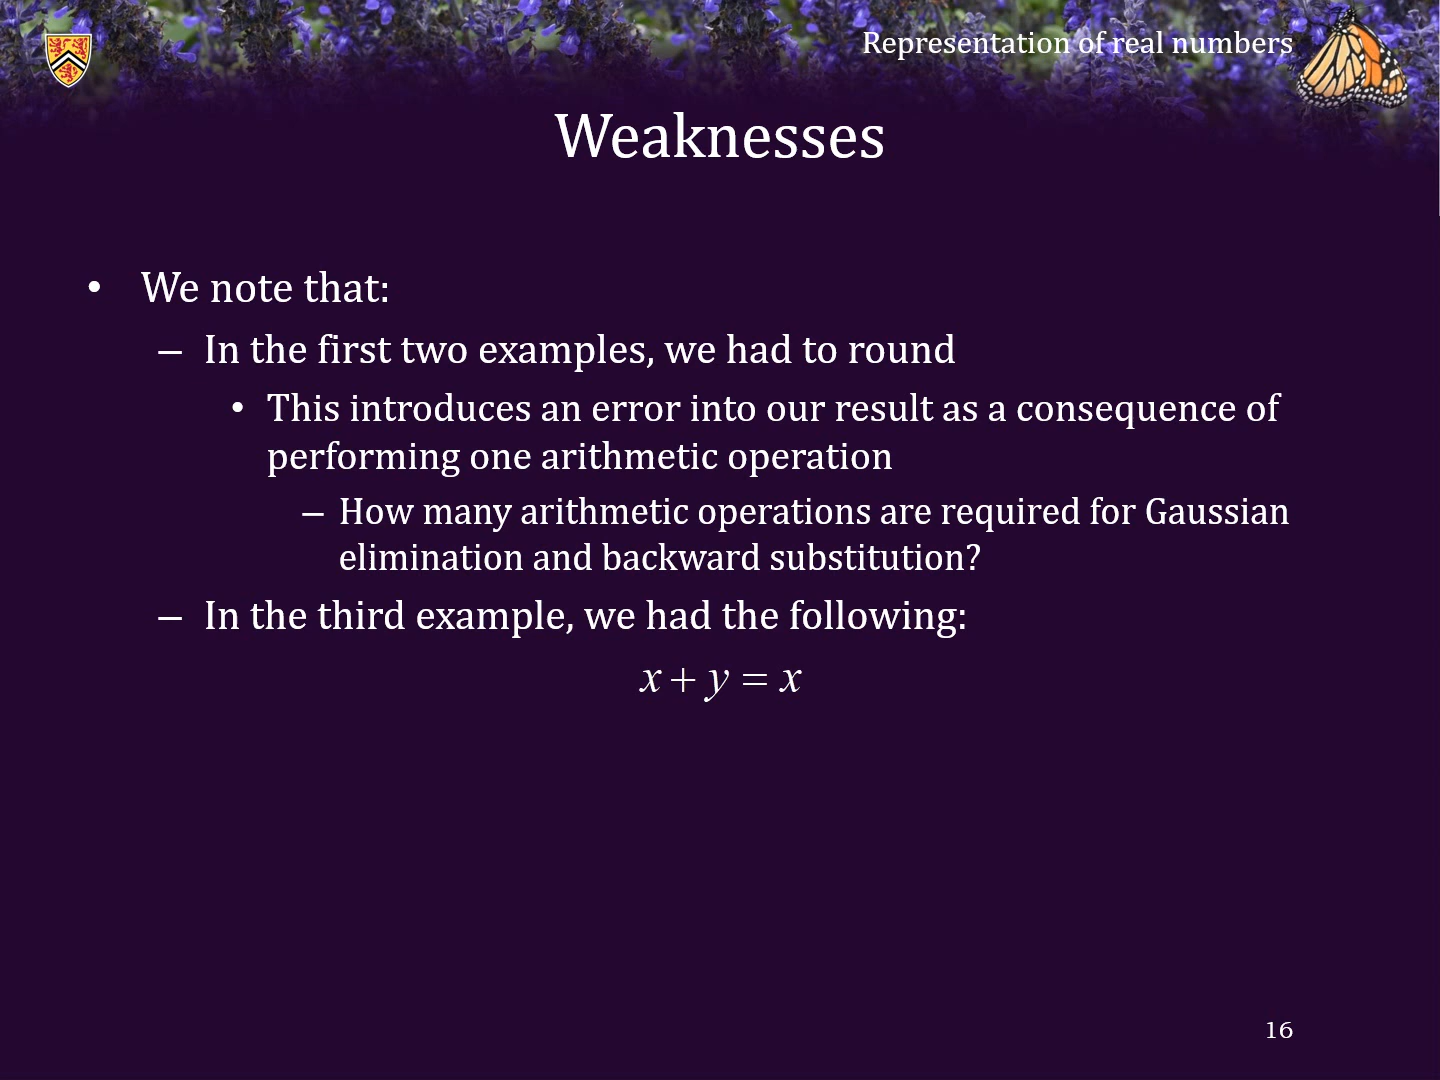 Representation of real numbers
Weaknesses
• We note that:
– In the first two examples, we had to round
• This introduces an error into our result as a consequence of
performing one arithmetic operation
– How many arithmetic operations are required for Gaussian
elimination and backward substitution?
– In the third example, we had the following:
x + y = x
16